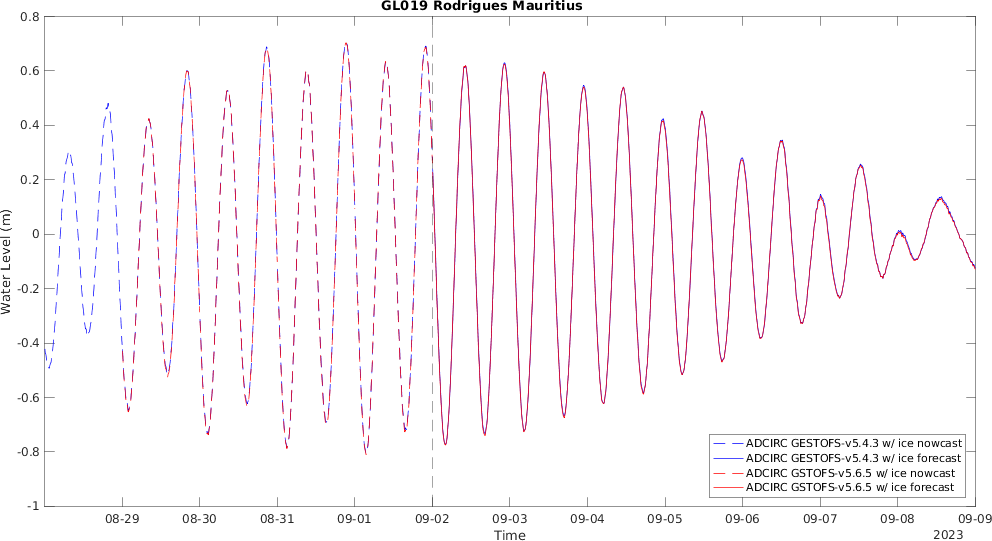 GL019 Rodrigues Mauritius
Water Level (m)
0.8
0.6
0.4
0.2
0
-0.2
-0.4
-0.6
-0.8
-1
ADCIRC GESTOFS-v5.4.3 w/ ice nowcast
ADCIRC GESTOFS-v5.4.3 w/ ice forecast
ADCIRC GSTOFS-v5.6.5 w/ ice nowcast
ADCIRC GSTOFS-v5.6.5 w/ ice forecast
08-29 08-30 08-31 09-01 09-02 09-03 09-04 09-05 09-06 09-07 09-08 09-09
Time
2023